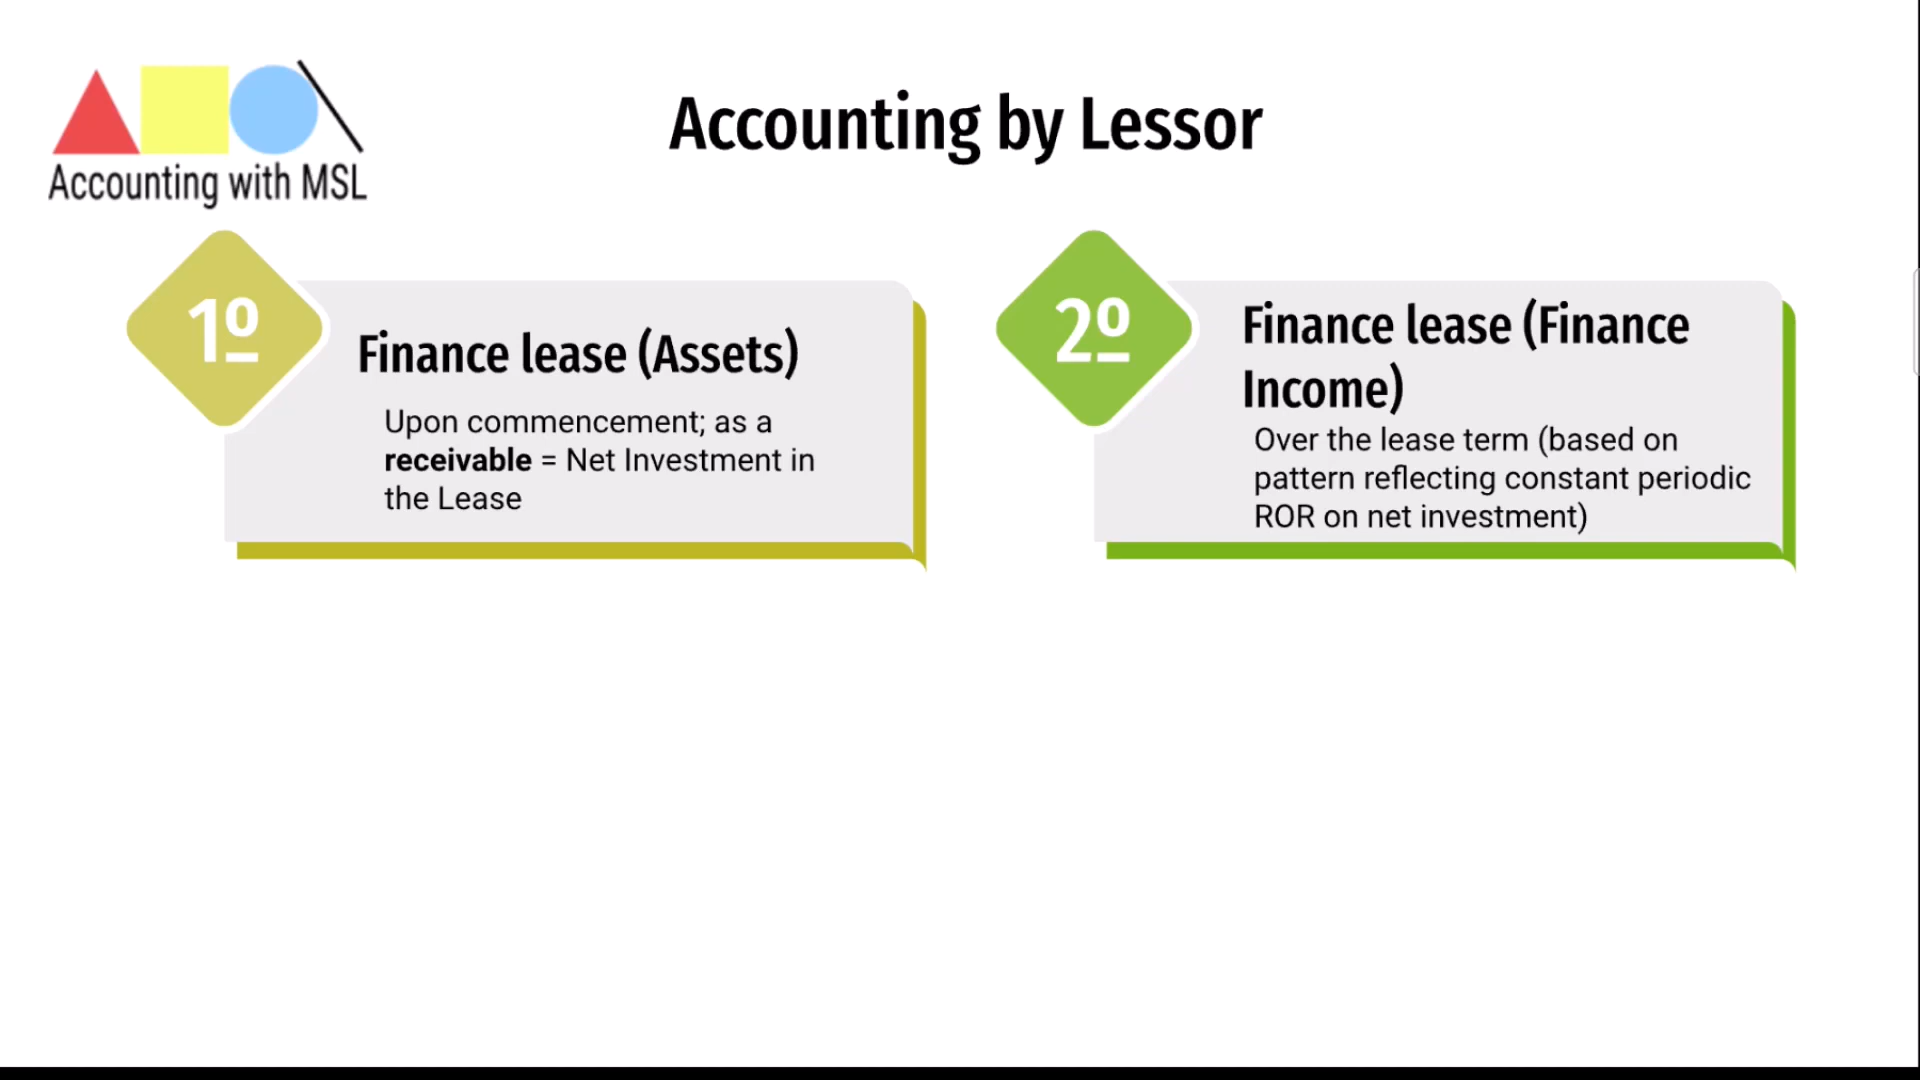 Accounting with MSL
Accounting by Lessor
1º
Finance lease (Assets)
Upon commencement; as a
receivable = Net Investment in
the Lease
2º
Finance lease (Finance
Income)
Over the lease term (based on
pattern reflecting constant periodic
ROR on net investment)